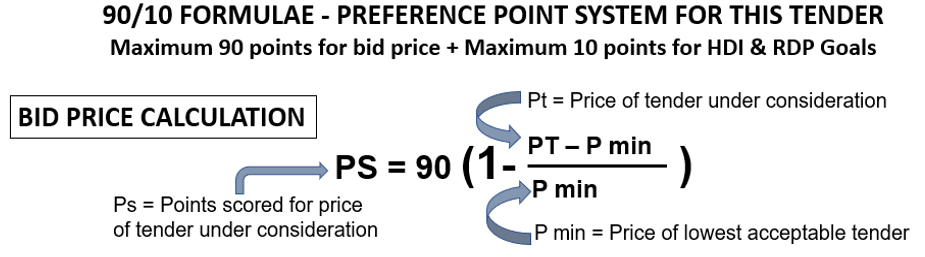 90/10 FORMULAE - PREFERENCE POINT SYSTEM FOR THIS TENDER
Maximum 90 points for bid price + Maximum 10 points for HDI & RDP Goals
Pt = Price of tender under consideration
BID PRICE CALCULATION
PT – P min
PS = 90 (1- )
P min
Ps = Points scored for price
of tender under consideration
P min = Price of lowest acceptable tender